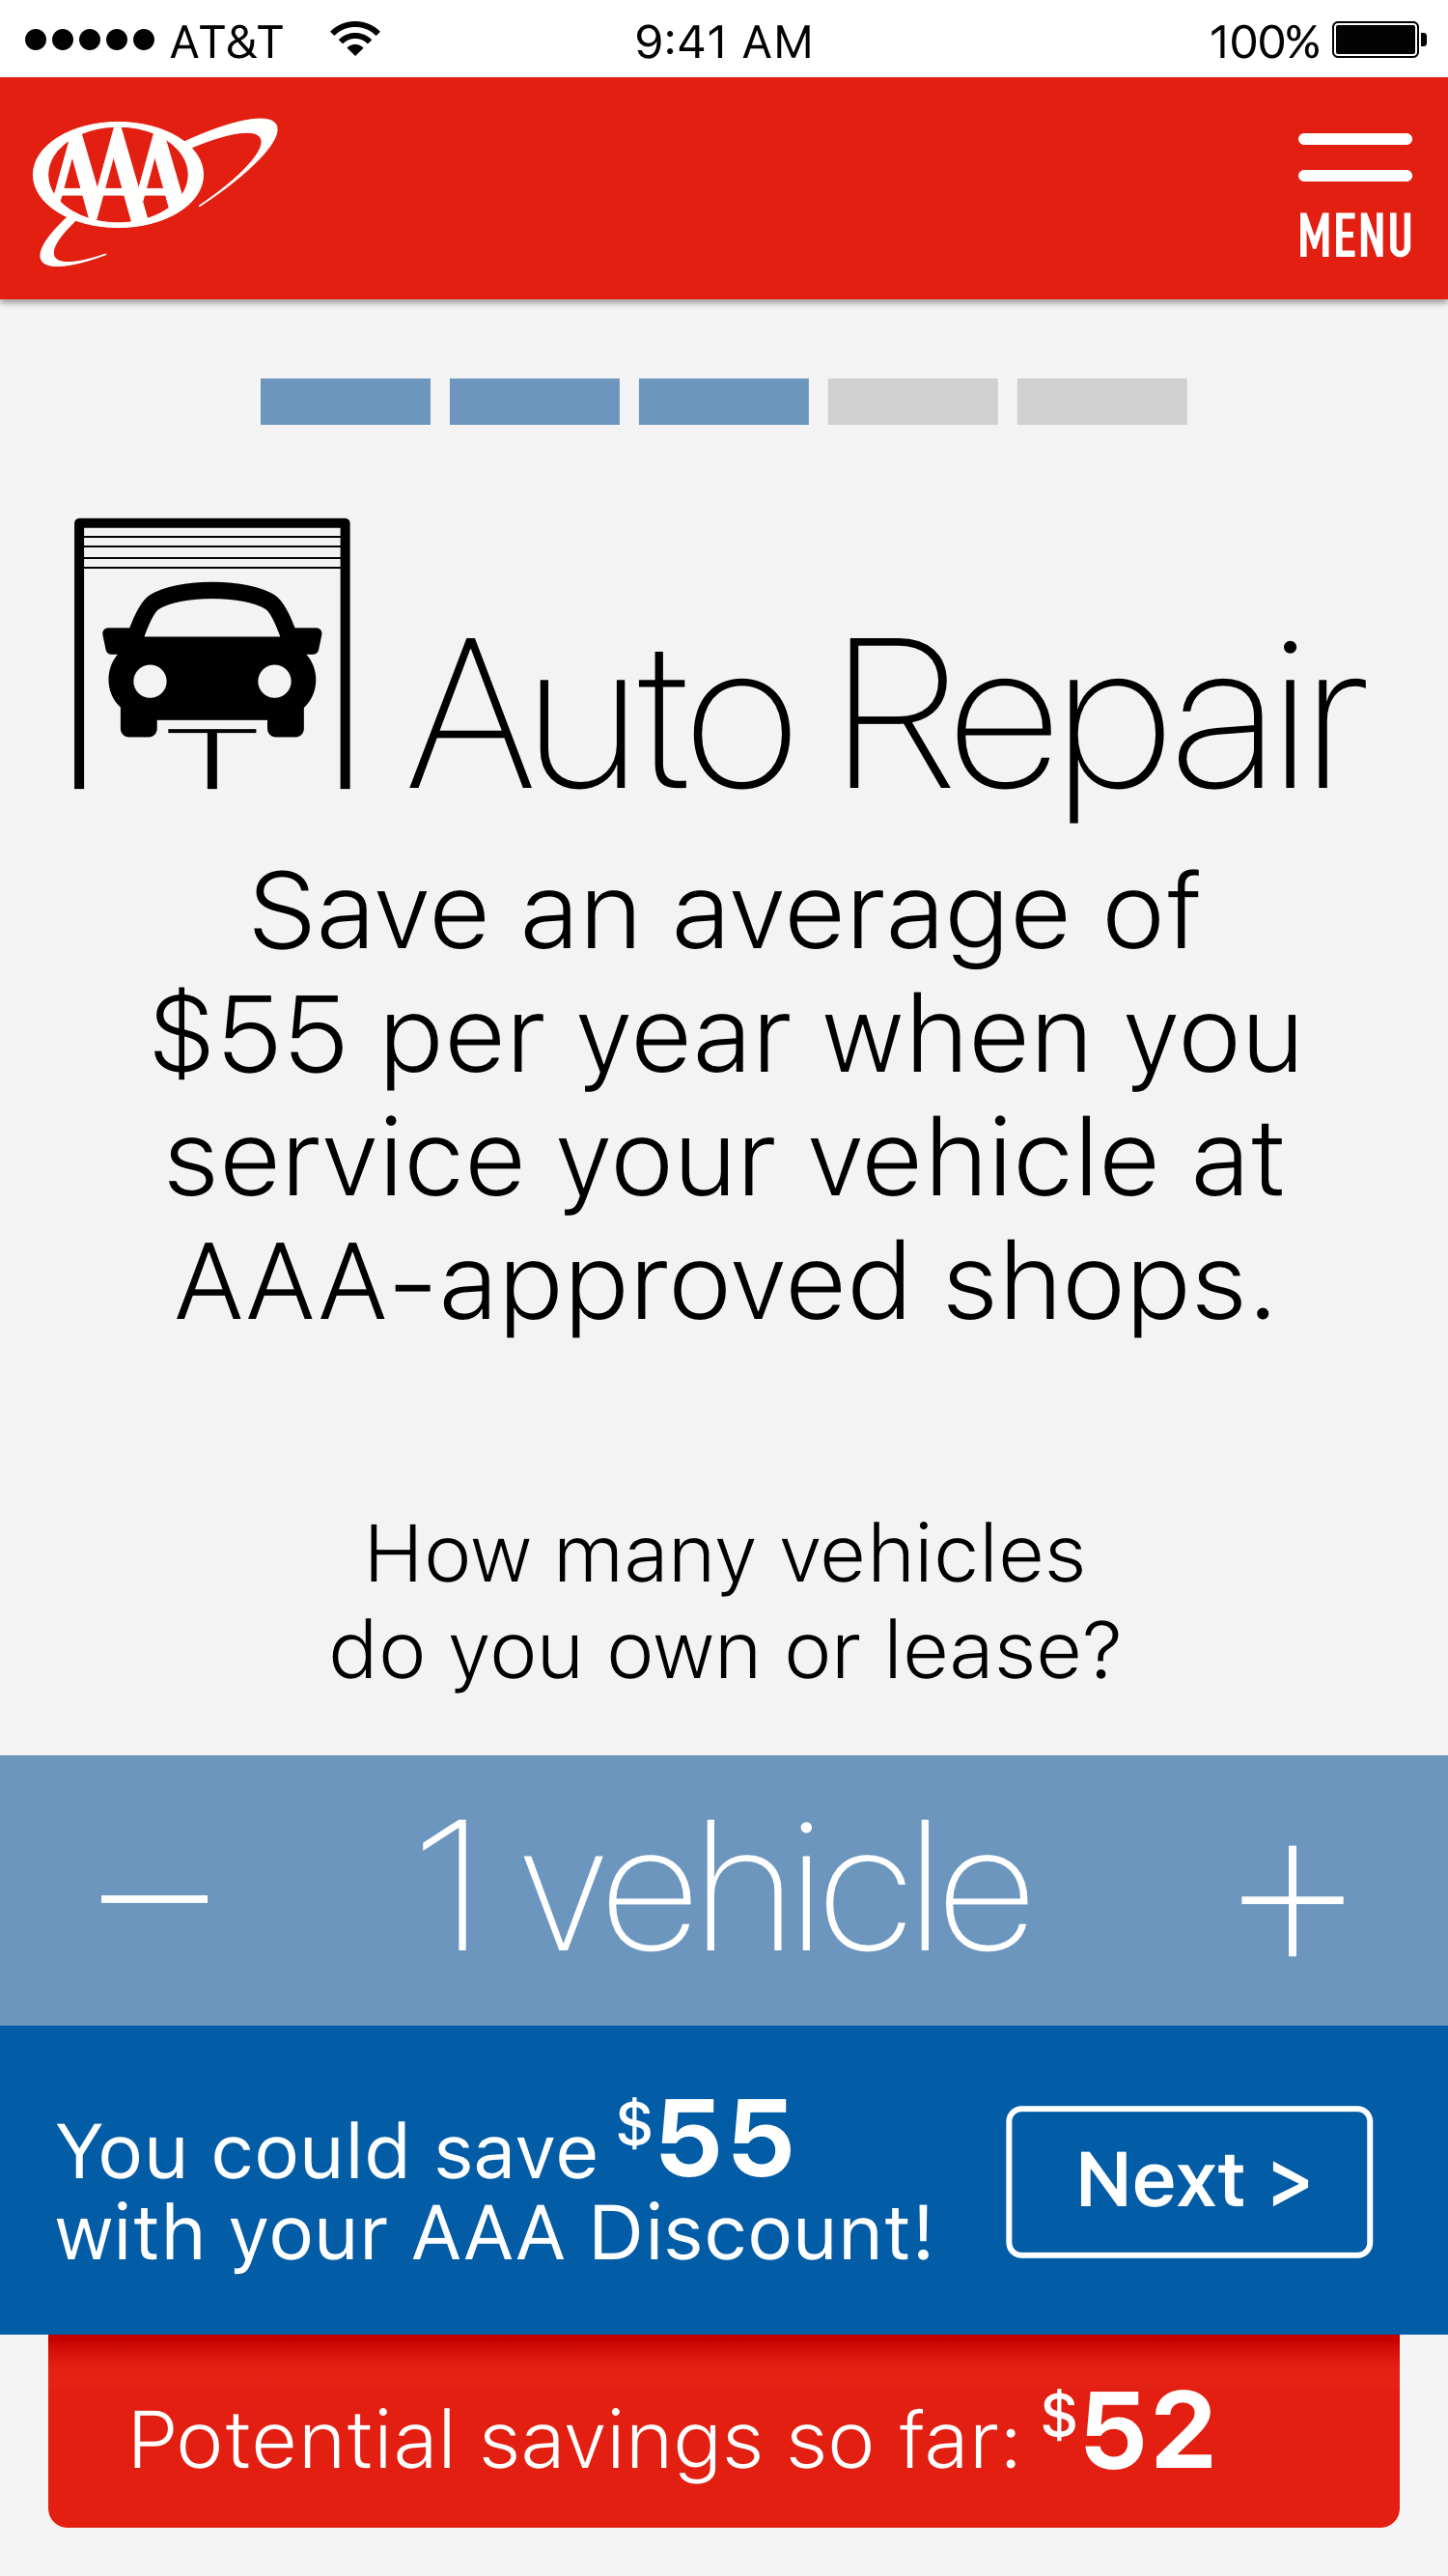 AT&T 9:41 AM 100%
AAA
MENU
Auto Repair
Save an average of
$55 per year when you
service your vehicle at
AAA-approved shops.
How many vehicles
do you own or lease?
− 1 vehicle +
You could save $55
with your AAA Discount!
Next >
Potential savings so far: $52